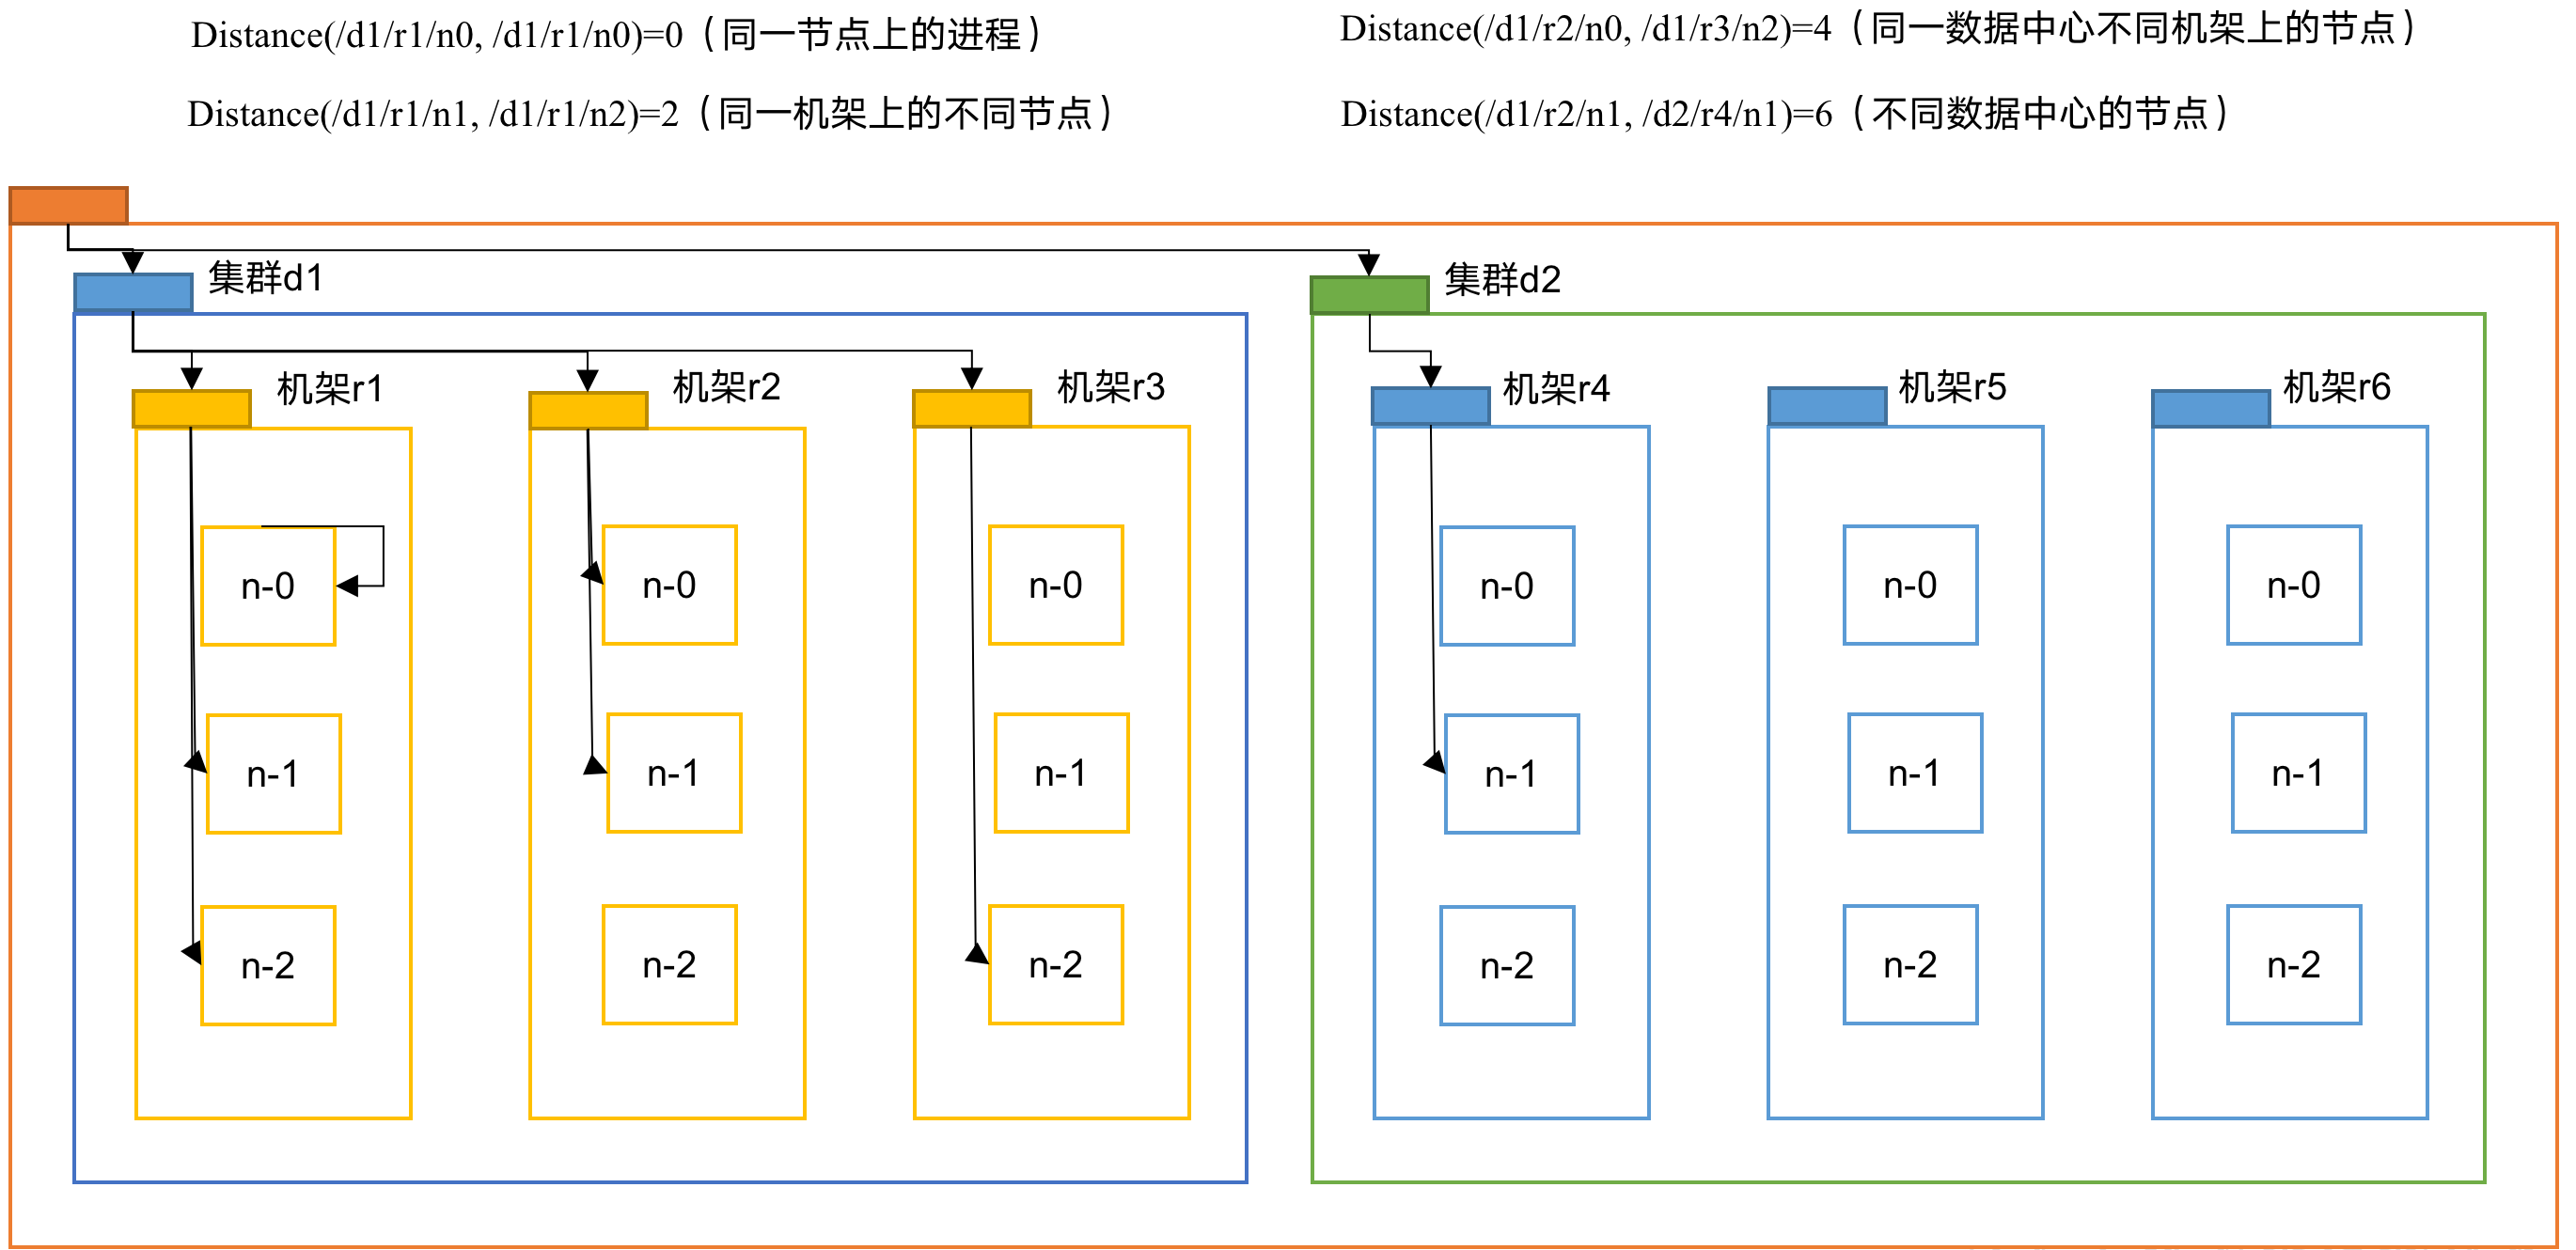 Distance(/d1/r1/n0, /d1/r1/n0)=0（同一节点上的进程）
Distance(/d1/r2/n0, /d1/r3/n2)=4（同一数据中心不同机架上的节点）
Distance(/d1/r1/n1, /d1/r1/n2)=2（同一机架上的不同节点）
Distance(/d1/r2/n1, /d2/r4/n1)=6（不同数据中心的节点）
集群d1
集群d2
机架r1
机架r2
机架r3
机架r4
机架r5
机架r6
n-0
n-0
n-0
n-0
n-0
n-0
n-1
n-1
n-1
n-1
n-1
n-1
n-2
n-2
n-2
n-2
n-2
n-2